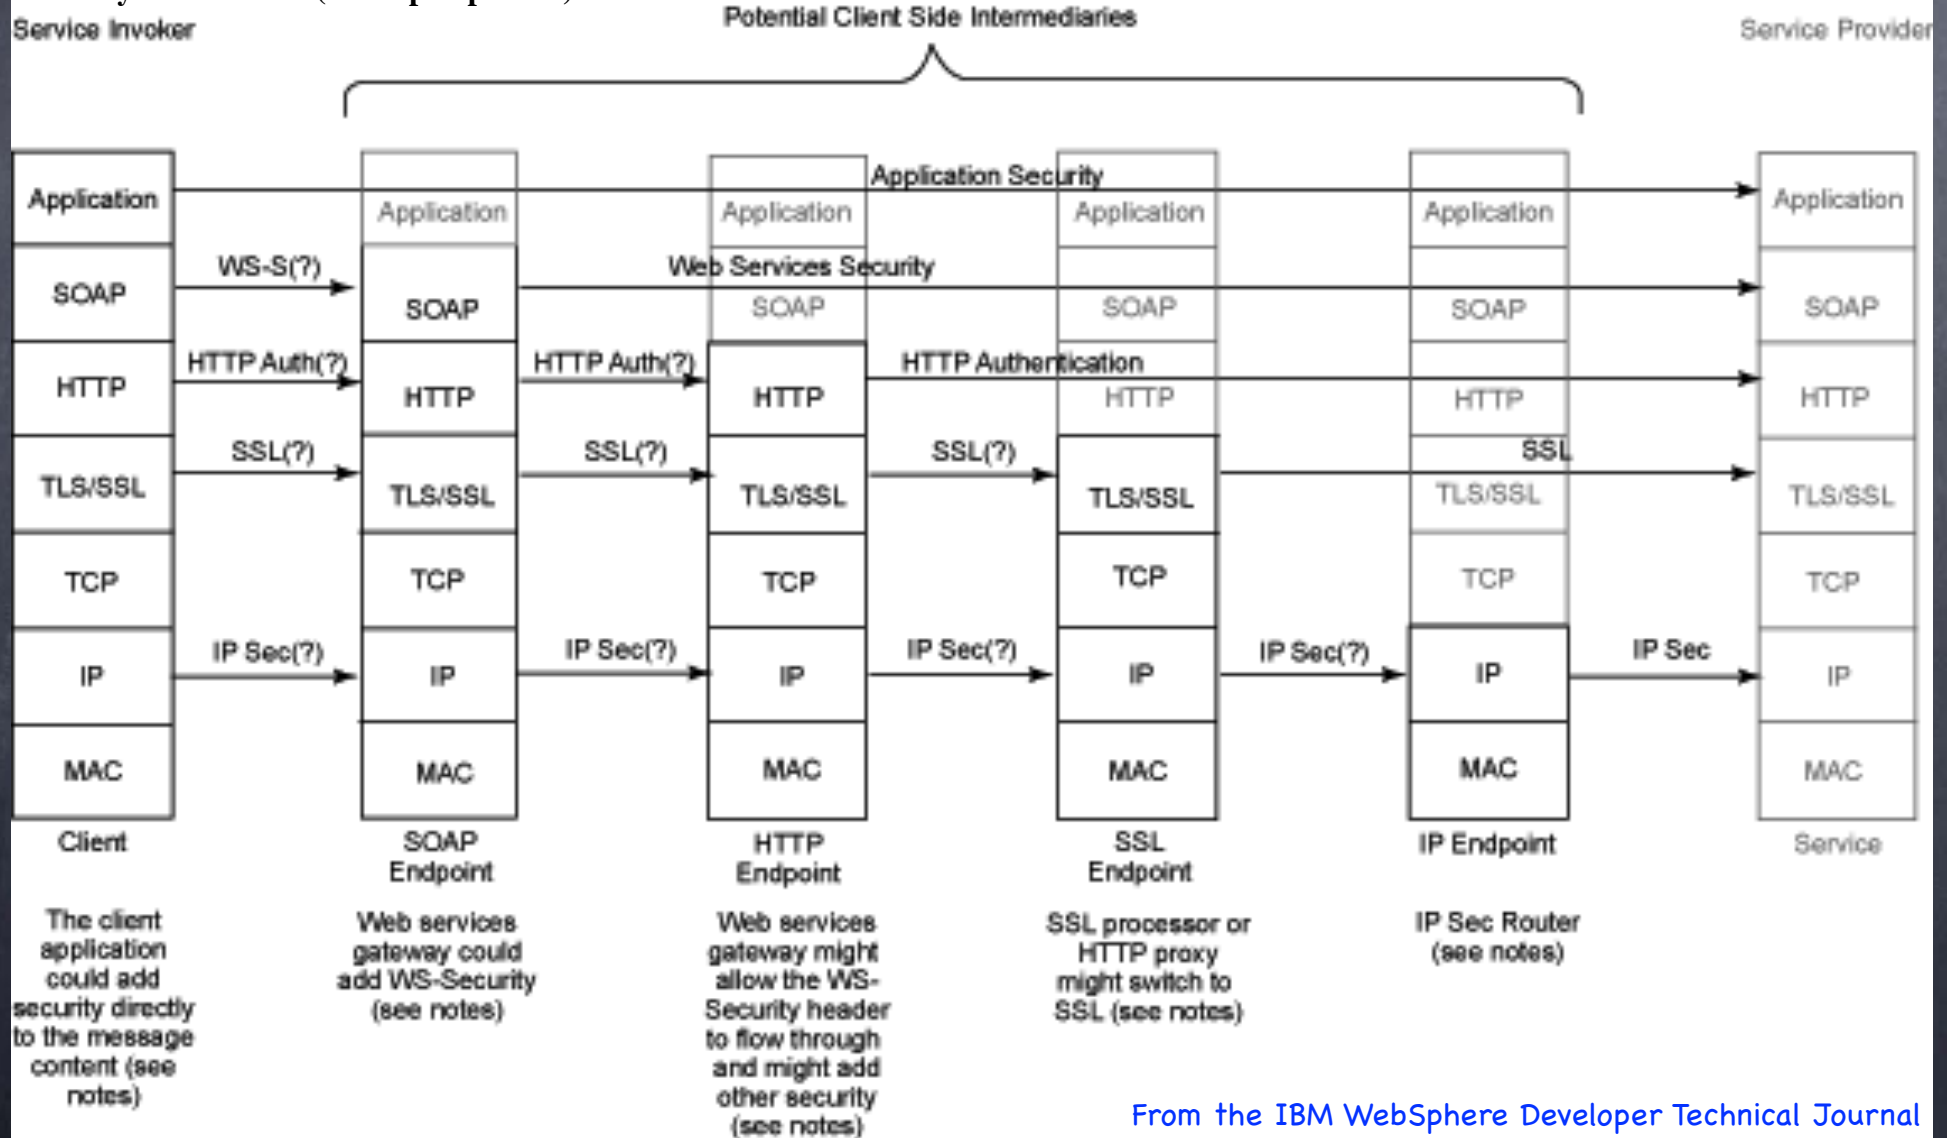 Potential Client Side Intermediaries
Service Invoker
Service Provider
Application
Application
Application
Application
Application
Application
Application Security
SOAP
WS-S(?)
SOAP
Web Services Security
SOAP
SOAP
SOAP
SOAP
HTTP
HTTP Auth(?)
HTTP
HTTP Auth(?)
HTTP
HTTP Authentication
HTTP
HTTP
HTTP
TLS/SSL
SSL(?)
TLS/SSL
SSL(?)
TLS/SSL
SSL(?)
TLS/SSL
SSL
TLS/SSL
TLS/SSL
TCP
TCP
TCP
TCP
TCP
TCP
IP
IP Sec(?)
IP
IP Sec(?)
IP
IP Sec(?)
IP
IP Sec(?)
IP
IP Sec
IP
MAC
MAC
MAC
MAC
MAC
MAC
Client
The client
application
could add
security directly
to the message
content (see
notes)
SOAP
Endpoint
Web services
gateway could
add WS-Security
(see notes)
HTTP
Endpoint
Web services
gateway might
allow the WS-
Security header
to flow through
and might add
other security
(see notes)
SSL
Endpoint
SSL processor or
HTTP proxy
might switch to
SSL (see notes)
IP Endpoint
IP Sec Router
(see notes)
Service
From the IBM WebSphere Developer Technical Journal